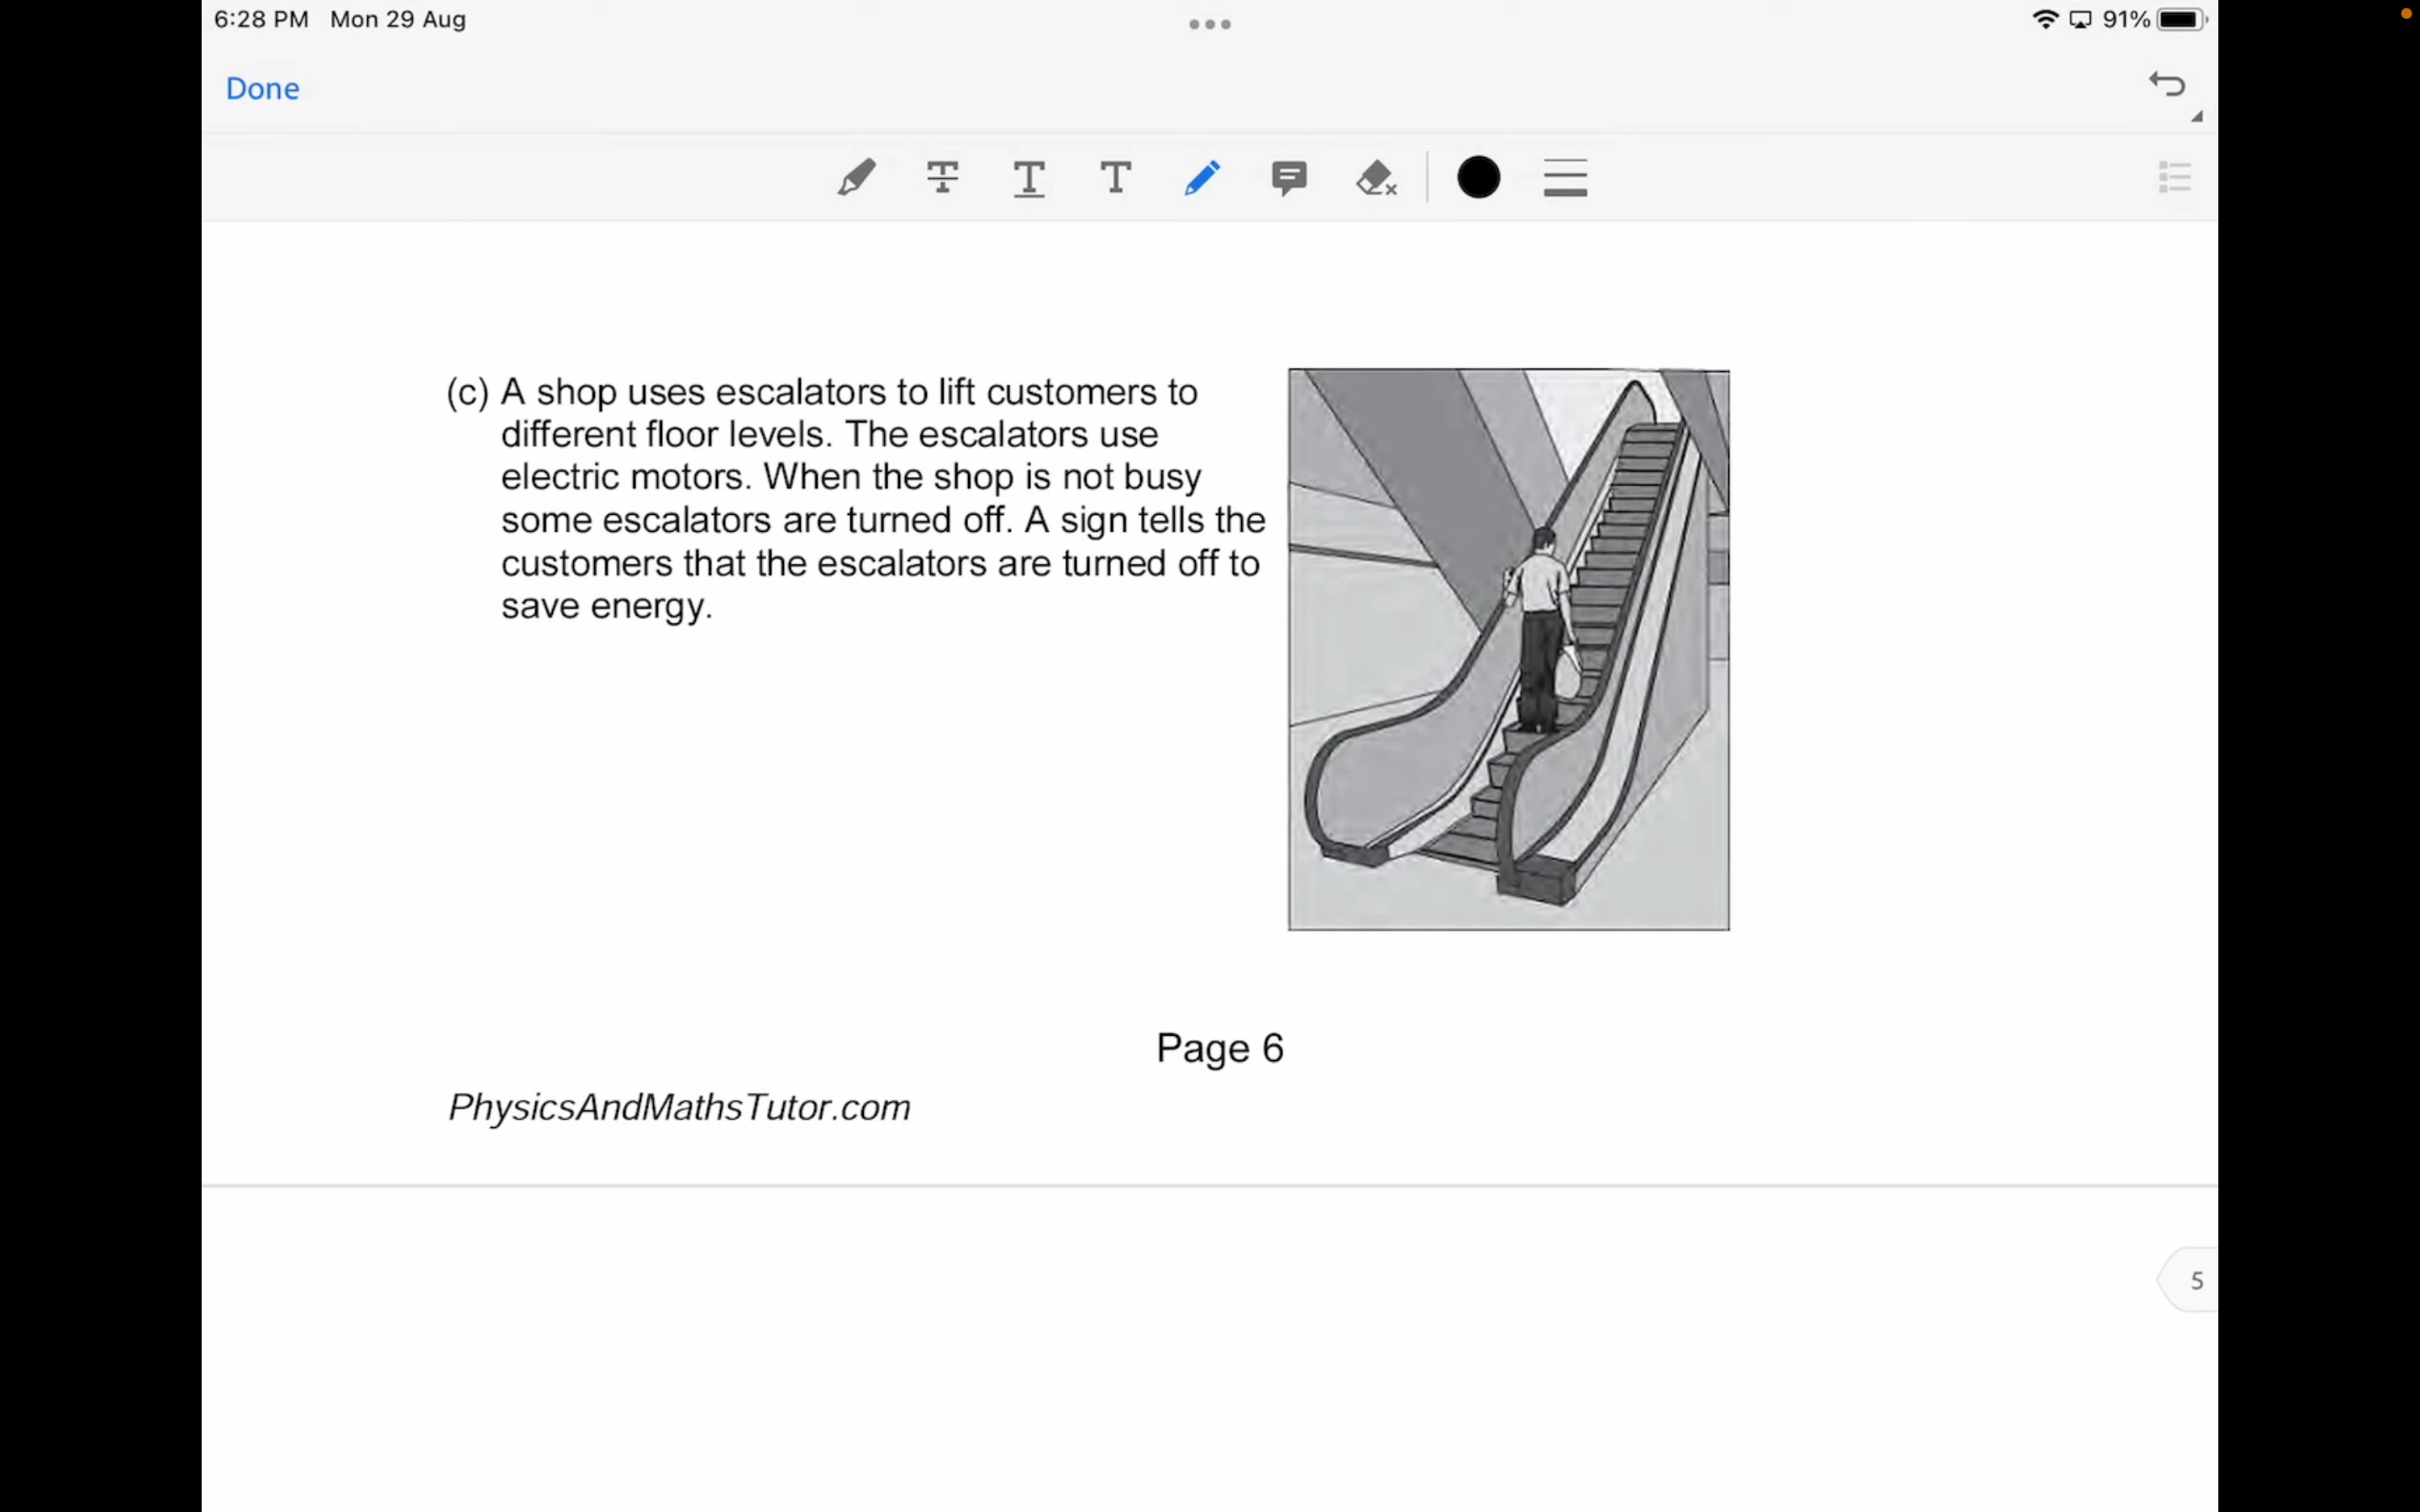 6:28 PM Mon 29 Aug
91%
Done
T T T
(c) A shop uses escalators to lift customers to
different floor levels. The escalators use
electric motors. When the shop is not busy
some escalators are turned off. A sign tells the
customers that the escalators are turned off to
save energy.
Page 6
PhysicsAndMathsTutor.com
5